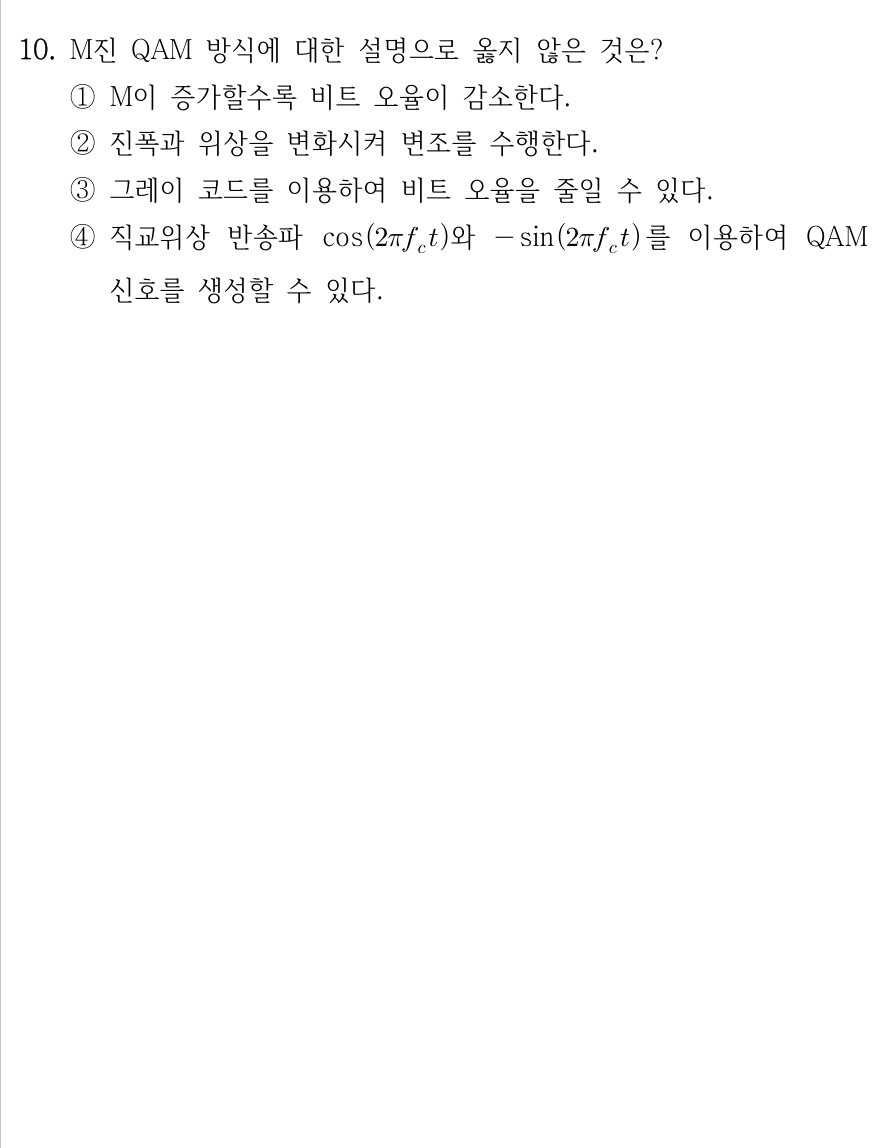 10. M진 QAM 방식에 대한 설명으로 옳지 않은 것은?
① M이 증가할수록 비트 오율이 감소한다.
② 진폭과 위상을 변화시켜 변조를 수행한다.
③ 그레이 코드를 이용하여 비트 오율을 줄일 수 있다.
④ 직교위상 반송파 cos(2πf_c t)와 −sin(2πf_c t)를 이용하여 QAM
신호를 생성할 수 있다.